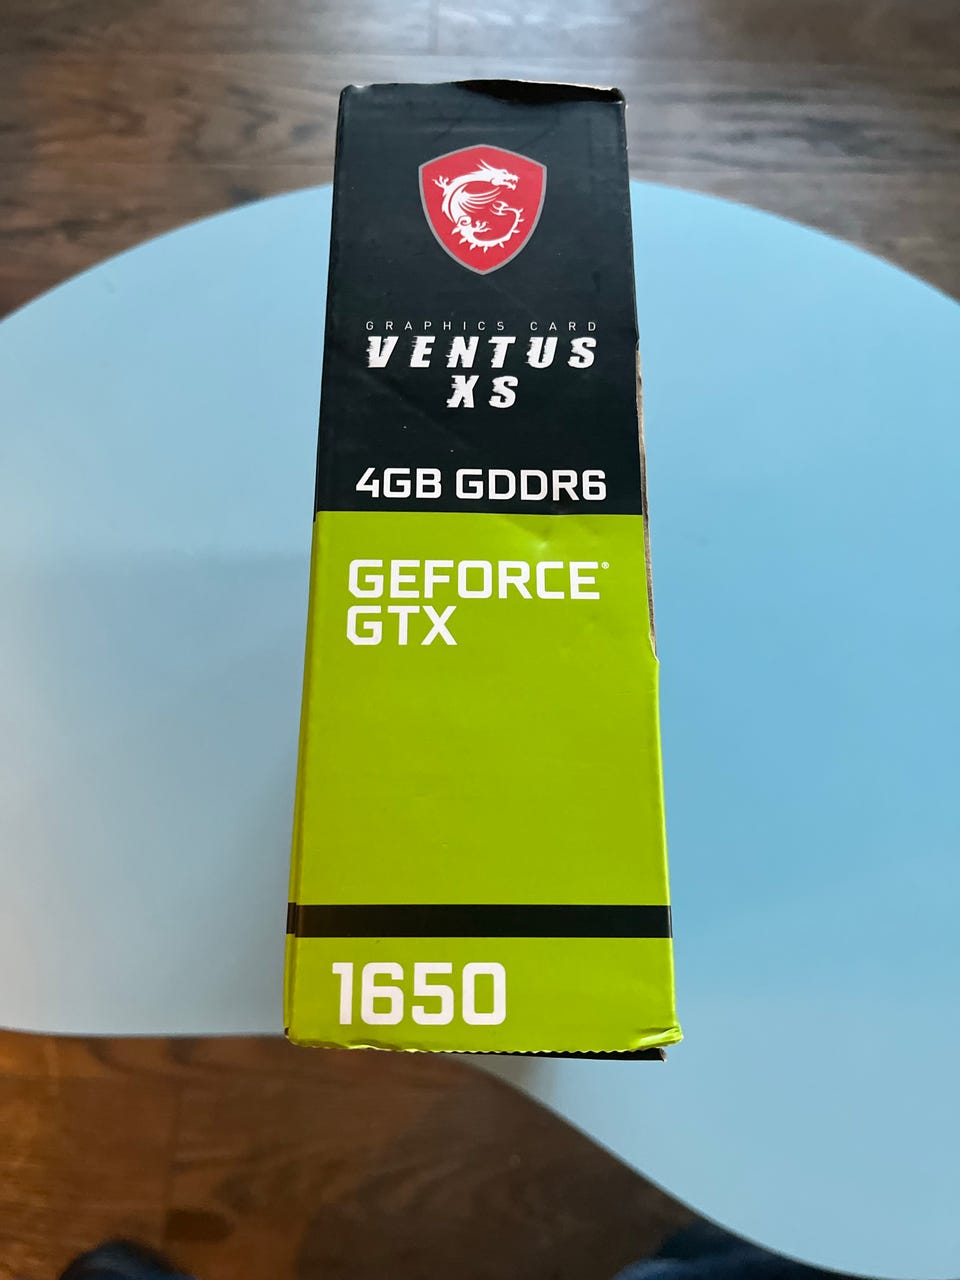 GRAPHICS CARD
VENTUS
XS
4GB GDDR6
GEFORCE®
GTX
1650